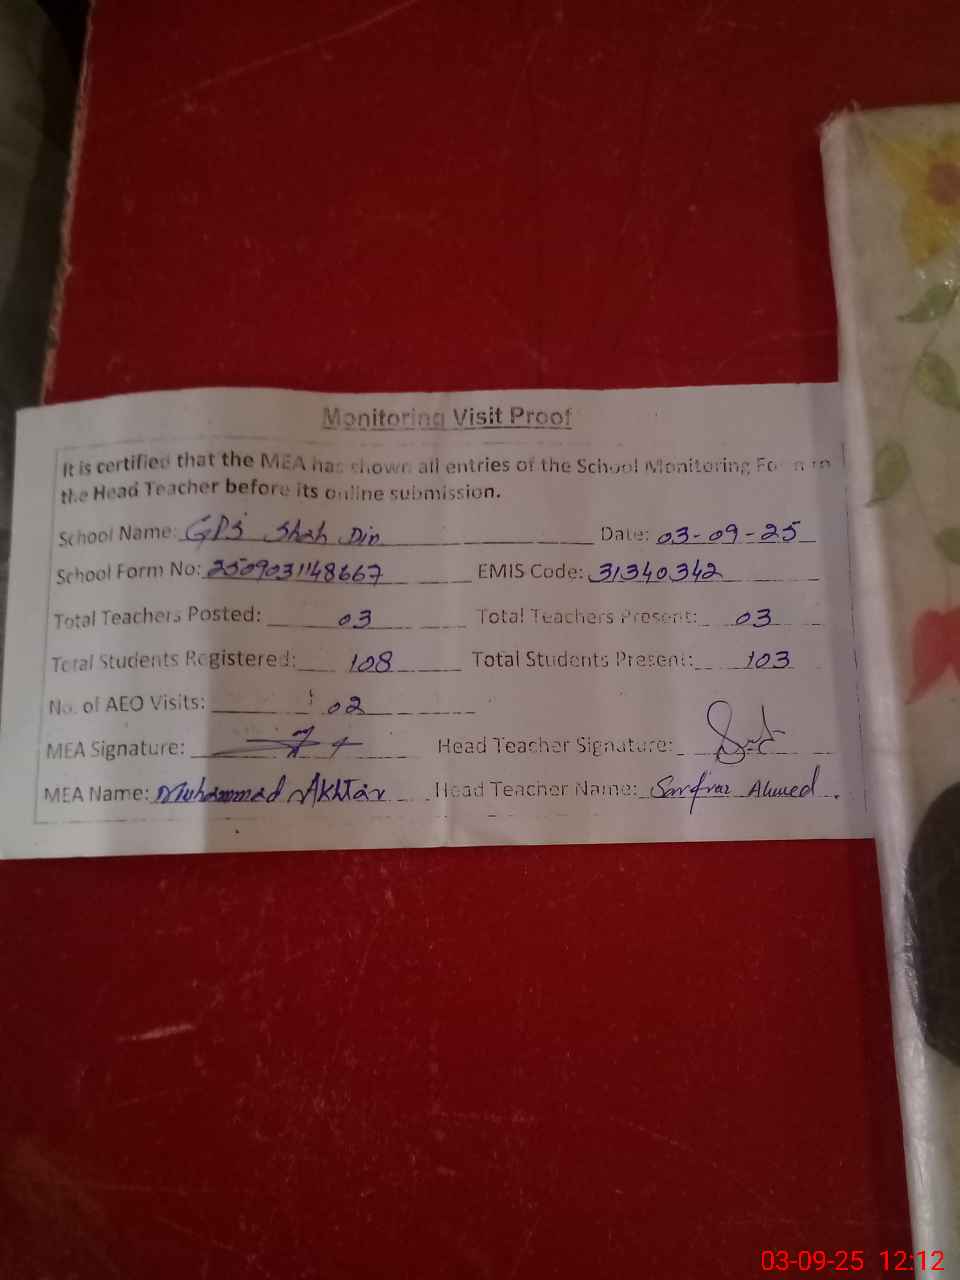 Monitoring Visit Proof
It is certified that the MEA has shown all entries of the School Monitoring Form to
the Head Teacher before its online submission.
School Name: GPS Shah Din Date: 03-09-25
School Form No: 2509031148667 EMIS Code: 31340342
Total Teachers Posted: 03 Total Teachers Present: 03
Total Students Registered: 108 Total Students Present: 103
No. of AEO Visits: 02
MEA Signature: Head Teacher Signature:
MEA Name: Muhammad Akhtar Head Teacher Name: Sarfraz Ahmed.
03-09-25 12:12